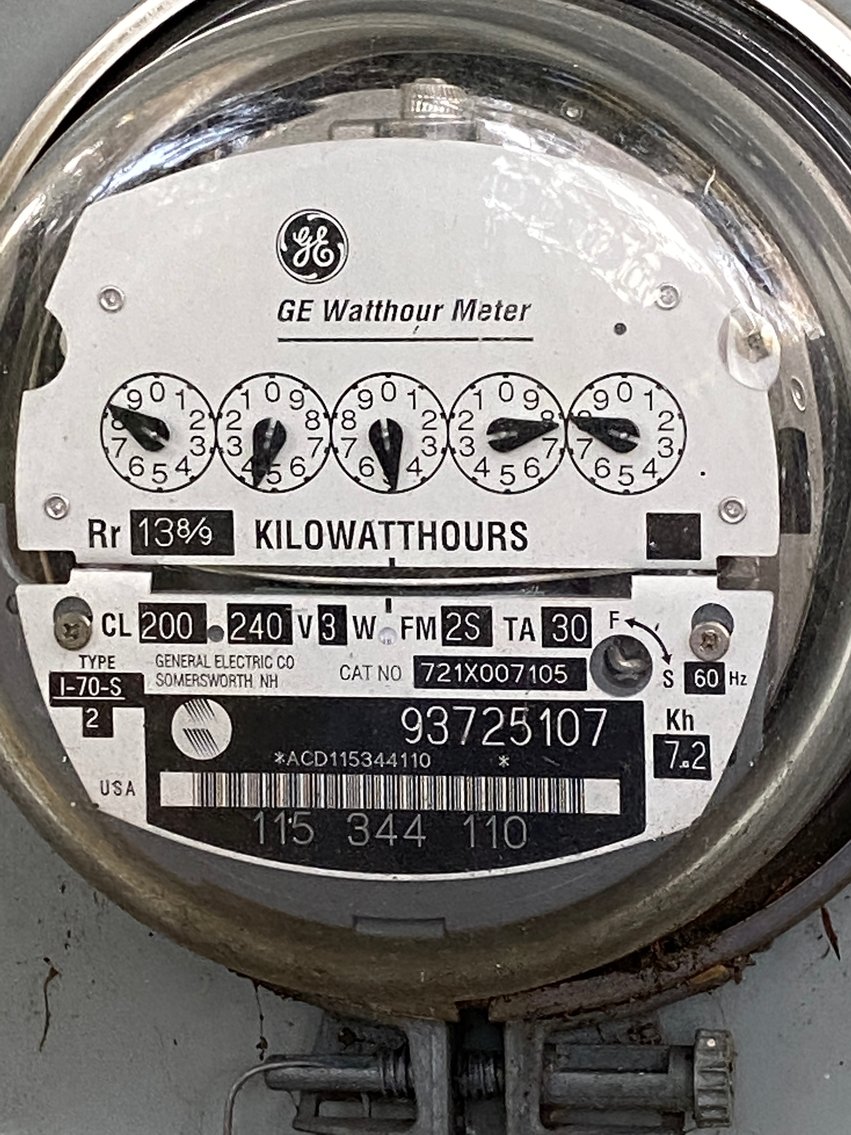 GE
GE Watthour Meter
9 0 1 8 2 7 3 6 5 4
1 0 9 2 8 3 7 5 6
9 0 1 8 2 7 3 6 4
1 0 9 2 8 3 7 4 5 6
9 0 1 2 7 3 6 5 4
Rr 13 8/9 KILOWATTHOURS
CL 200 240 V 3 W FM 2S TA 30 F S 60 Hz
TYPE
I-70-S
2
GENERAL ELECTRIC CO
SOMERSWORTH, NH
CAT NO 721X007105
93725107
Kh
7.2
*ACD115344110 *
USA
115 344 110